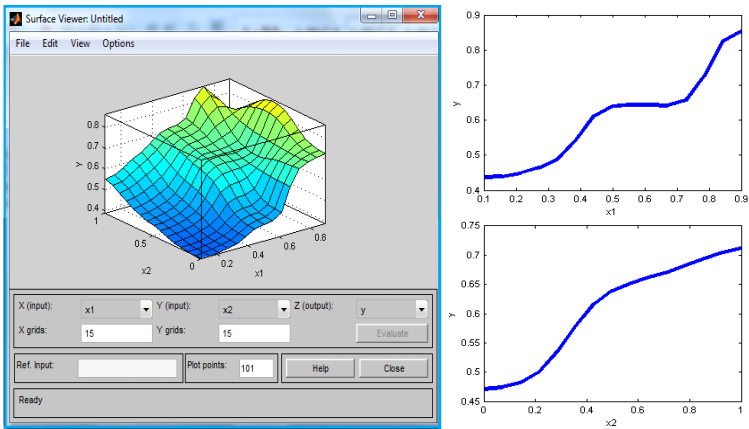 Surface Viewer: Untitled
File Edit View Options
0.8
0.7
0.6
0.5
0.4
Y
1
0.5
0
x2
0.2
0.4
0.6
0.8
x1
X (input): x1 Y (input): x2 Z (output): y
X grids: 15 Y grids: 15 Evaluate
Ref. Input: Plot points: 101 Help Close
Ready
0.9
0.8
0.7
0.6
0.5
0.4
y
0.1 0.2 0.3 0.4 0.5 0.6 0.7 0.8 0.9
x1
0.75
0.7
0.65
0.6
0.55
0.5
0.45
y
0 0.2 0.4 0.6 0.8 1
x2